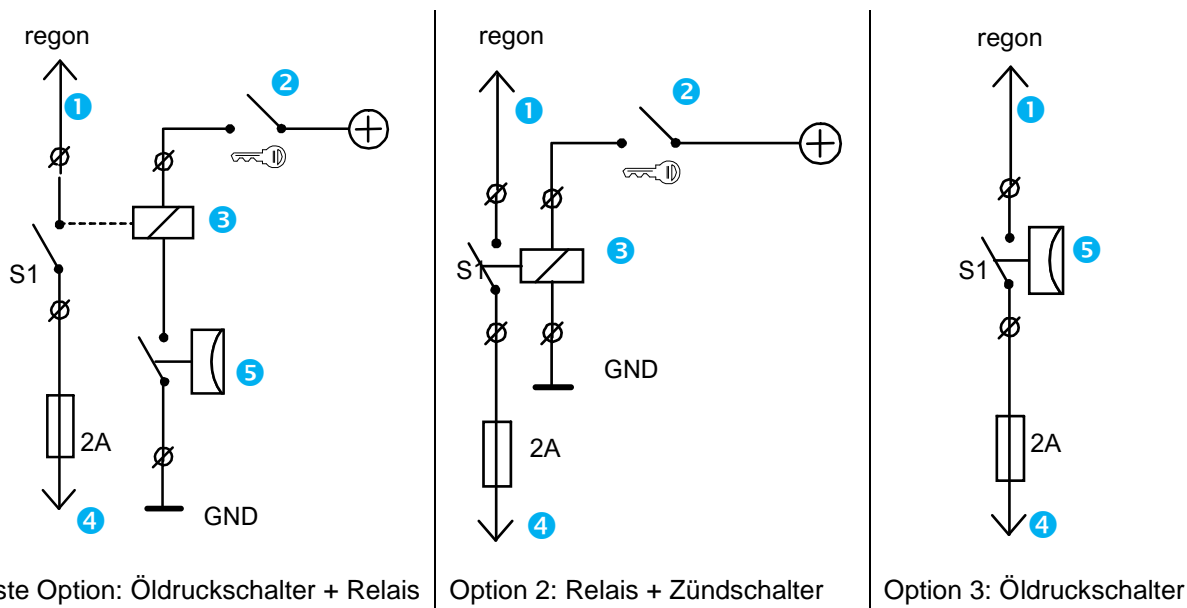 regon
1
2
3
S1
5
2A
4
GND
ste Option: Öldruckschalter + Relais
regon
1
2
3
S1
GND
2A
4
Option 2: Relais + Zündschalter
regon
1
S1
5
2A
4
Option 3: Öldruckschalter